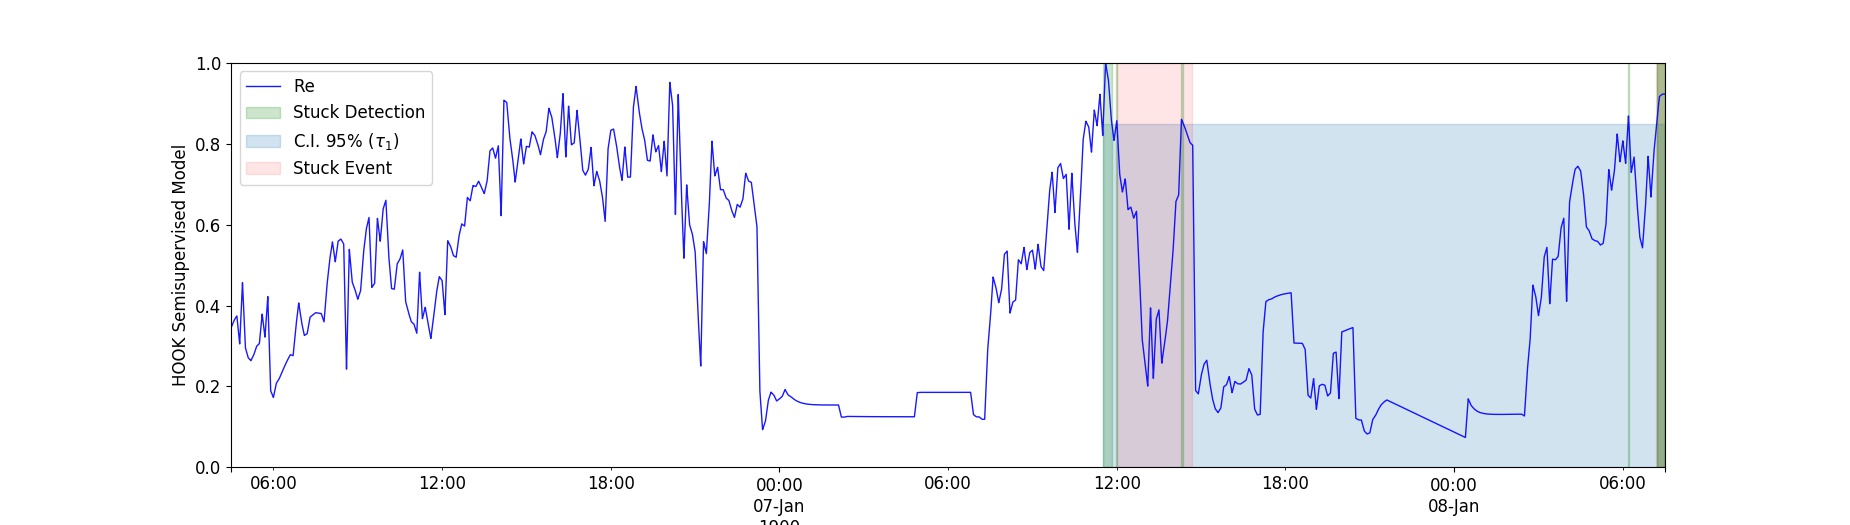 1.0
0.8
0.6
0.4
0.2
0.0
HOOK Semisupervised Model
Re
Stuck Detection
C.I. 95% (τ₁)
Stuck Event
06:00 12:00 18:00 00:00 06:00 12:00 18:00 00:00 06:00
07-Jan 08-Jan
1900